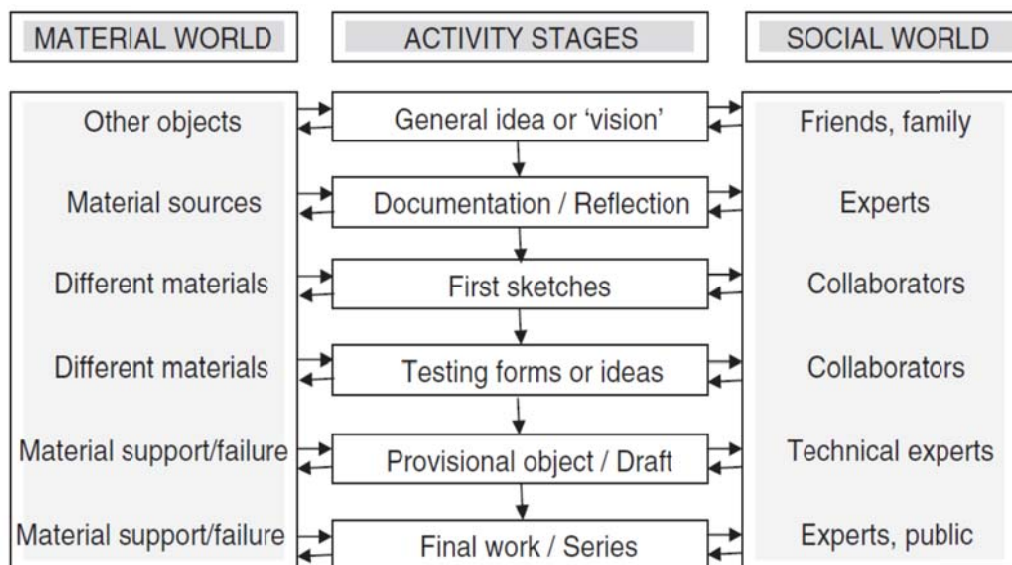 MATERIAL WORLD ACTIVITY STAGES SOCIAL WORLD
Other objects General idea or ‘vision’ Friends, family
Material sources Documentation / Reflection Experts
Different materials First sketches Collaborators
Different materials Testing forms or ideas Collaborators
Material support/failure Provisional object / Draft Technical experts
Material support/failure Final work / Series Experts, public